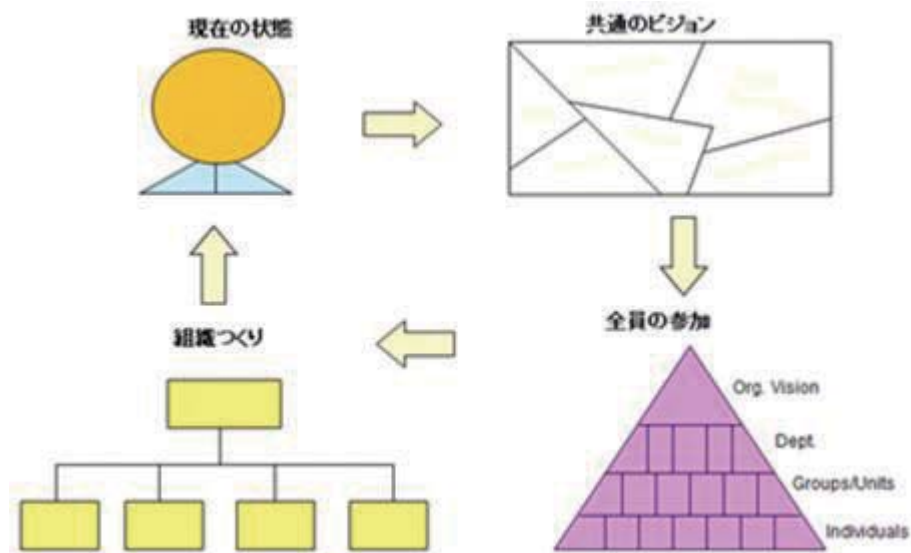 現在の状態
共通のビジョン
全員の参加
組織つくり
Org. Vision
Dept.
Groups/Units
Individuals